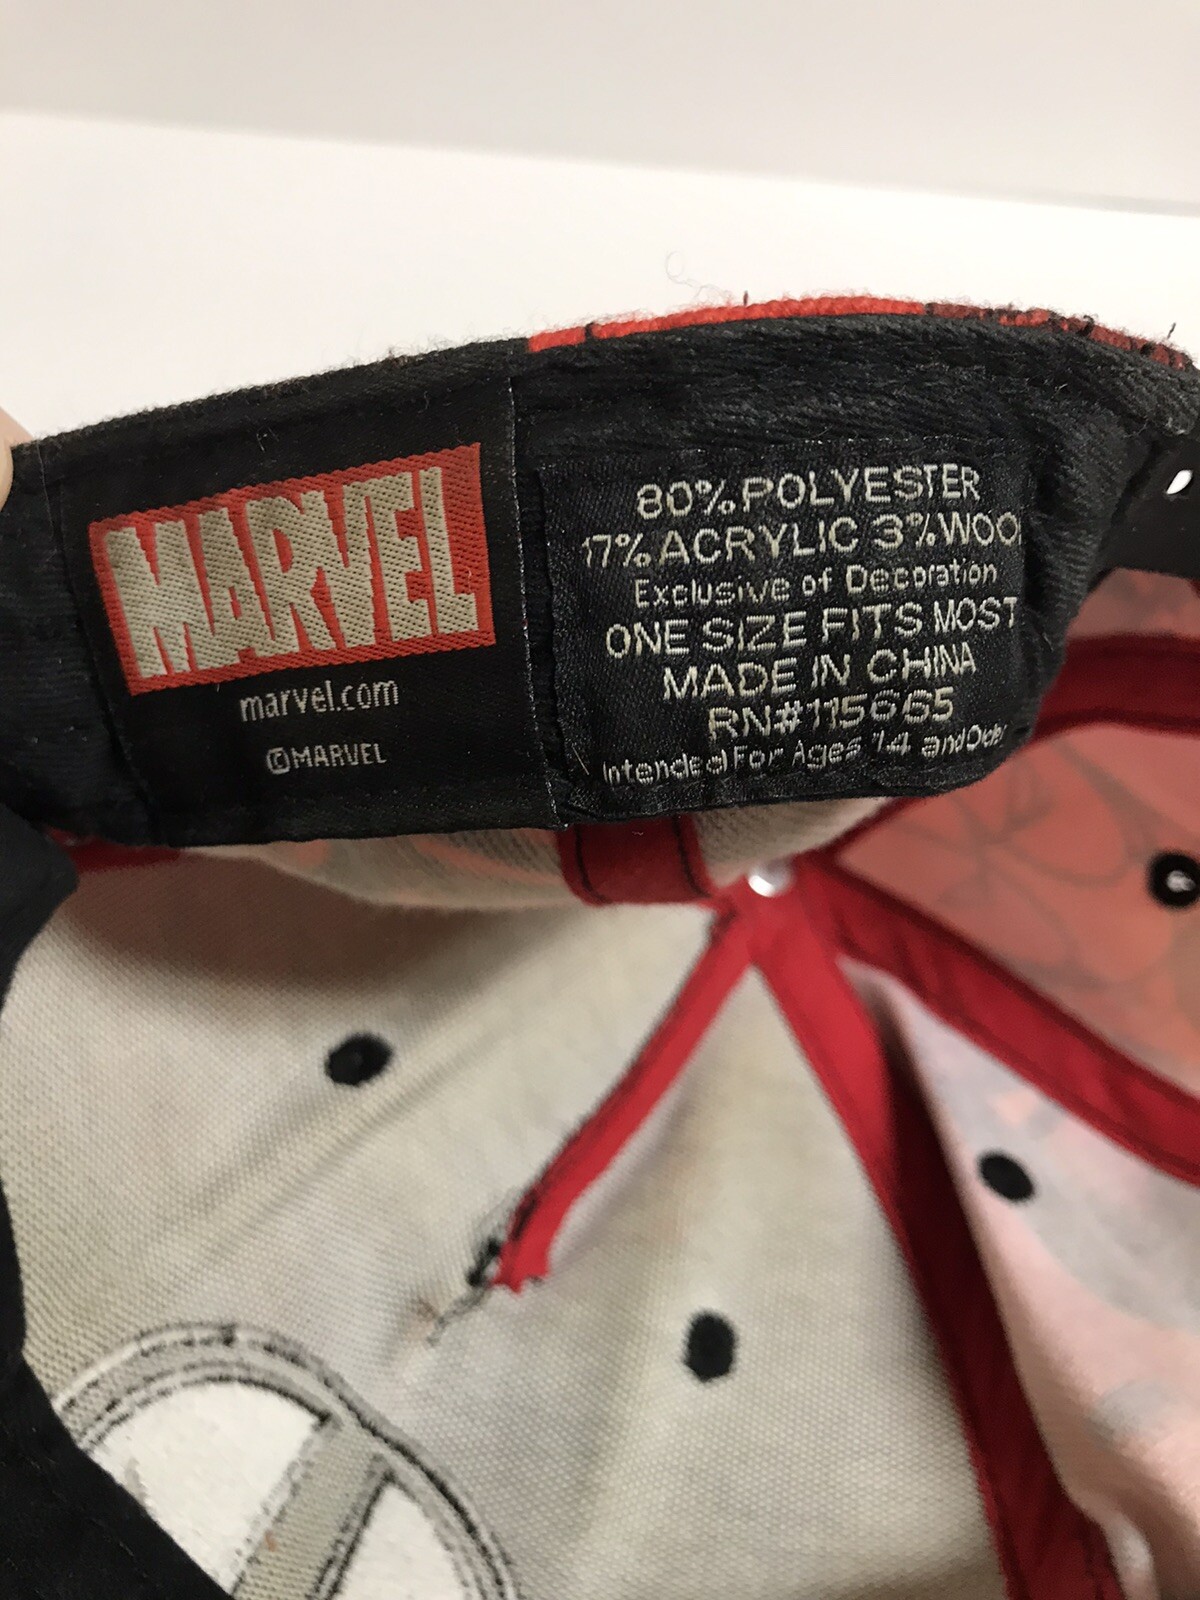 MARVEL
marvel.com
©MARVEL
80% POLYESTER
17% ACRYLIC 3% WOO
Exclusive of Decoration
ONE SIZE FITS MOST
MADE IN CHINA
RN#115665
Intended For Ages 14 and Older